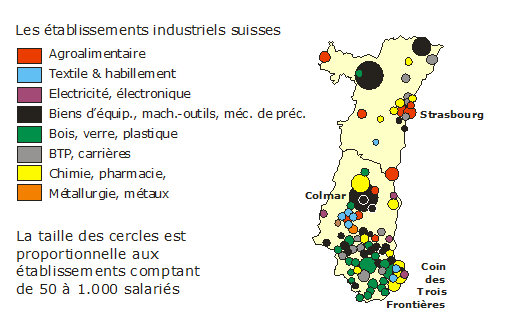 Les établissements industriels suisses
Agroalimentaire
Textile & habillement
Electricité, électronique
Biens d'équip., mach.-outils, méc. de préc.
Bois, verre, plastique
BTP, carrières
Chimie, pharmacie,
Métallurgie, métaux
La taille des cercles est
proportionnelle aux
établissements comptant
de 50 à 1.000 salariés
Strasbourg
Colmar
Coin
des
Trois
Frontières